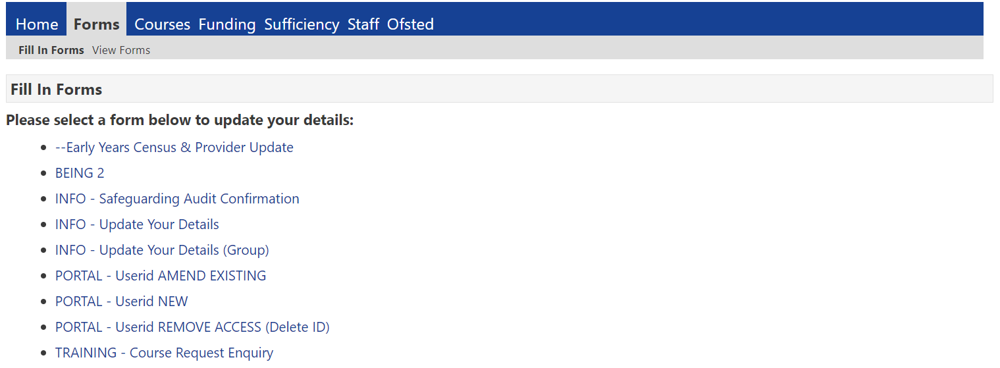 Home Forms Courses Funding Sufficiency Staff Ofsted
Fill In Forms View Forms
Fill In Forms
Please select a form below to update your details:
--Early Years Census & Provider Update
BEING 2
INFO - Safeguarding Audit Confirmation
INFO - Update Your Details
INFO - Update Your Details (Group)
PORTAL - Userid AMEND EXISTING
PORTAL - Userid NEW
PORTAL - Userid REMOVE ACCESS (Delete ID)
TRAINING - Course Request Enquiry